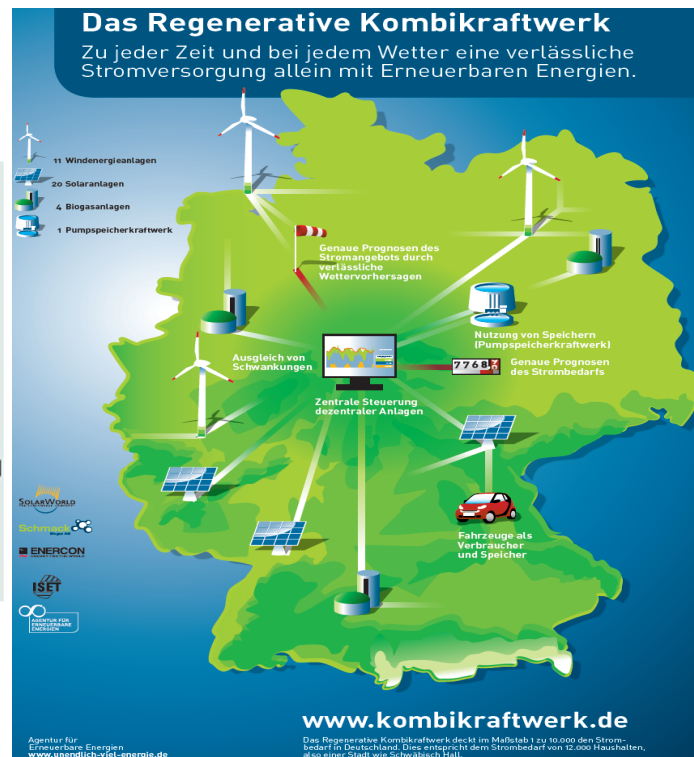 Das Regenerative Kombikraftwerk
Zu jeder Zeit und bei jedem Wetter eine verlässliche
Stromversorgung allein mit Erneuerbaren Energien.
11 Windenergieanlagen
20 Solaranlagen
4 Biogasanlagen
1 Pumpspeicherkraftwerk
Genaue Prognosen des
Stromangebots durch
verlässliche
Wettervorhersagen
Nutzung von Speichern
(Pumpspeicherkraftwerk)
Ausgleich von
Schwankungen
7768
Genaue Prognosen
des Strombedarfs
Zentrale Steuerung
dezentraler Anlagen
Fahrzeuge als
Verbraucher
und Speicher
SOLARWORLD
Schmack
Biogas AG
ENERCON
ISET
AGENTUR FÜR
ERNEUERBARE
ENERGIEN
www.kombikraftwerk.de
Agentur für
Erneuerbare Energien
www.unendlich-viel-energie.de
Das Regenerative Kombikraftwerk deckt im Maßstab 1 zu 10.000 den Strom-
bedarf in Deutschland. Dies entspricht dem Strombedarf von 12.000 Haushalten,
also einer Stadt wie Schwäbisch Hall.